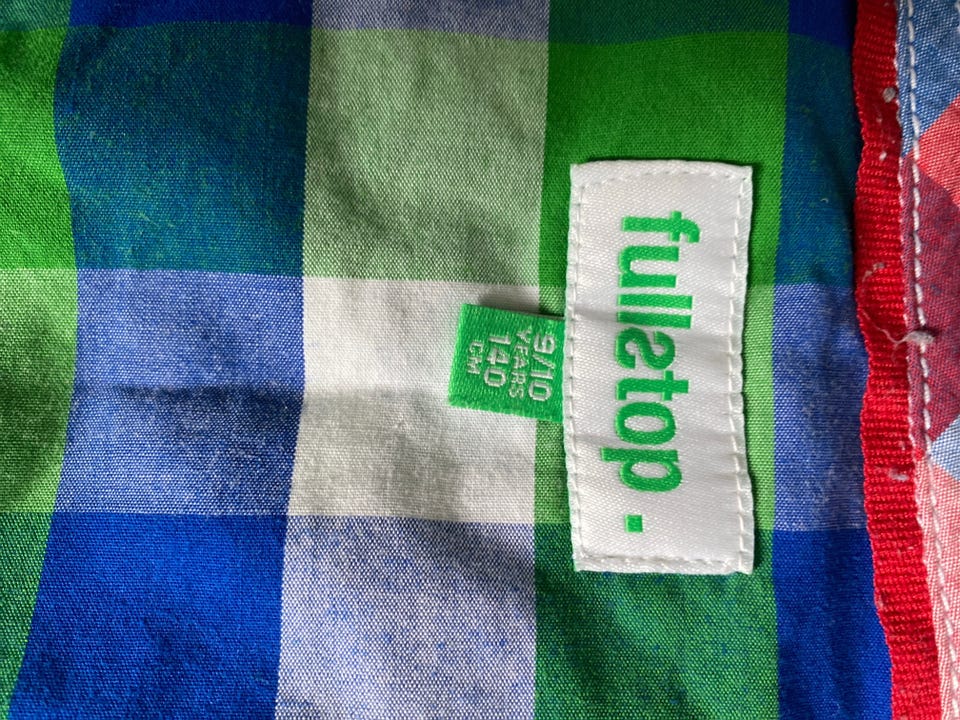 fullstop.
9/10
YEARS
140
CM